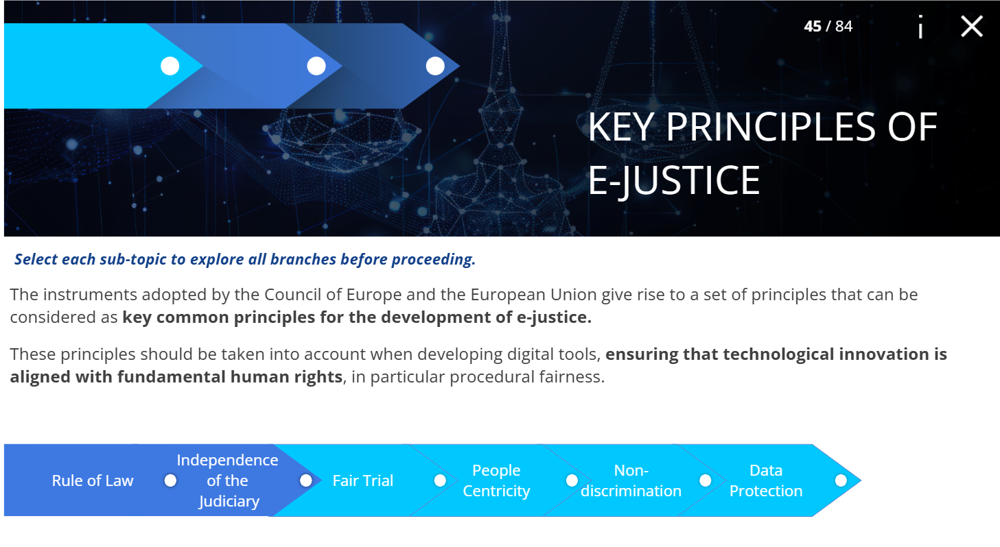 45 / 84
i
KEY PRINCIPLES OF
E-JUSTICE
Select each sub-topic to explore all branches before proceeding.
The instruments adopted by the Council of Europe and the European Union give rise to a set of principles that can be
considered as key common principles for the development of e-justice.
These principles should be taken into account when developing digital tools, ensuring that technological innovation is
aligned with fundamental human rights, in particular procedural fairness.
Rule of Law
Independence
of the
Judiciary
Fair Trial
People
Centricity
Non-
discrimination
Data
Protection